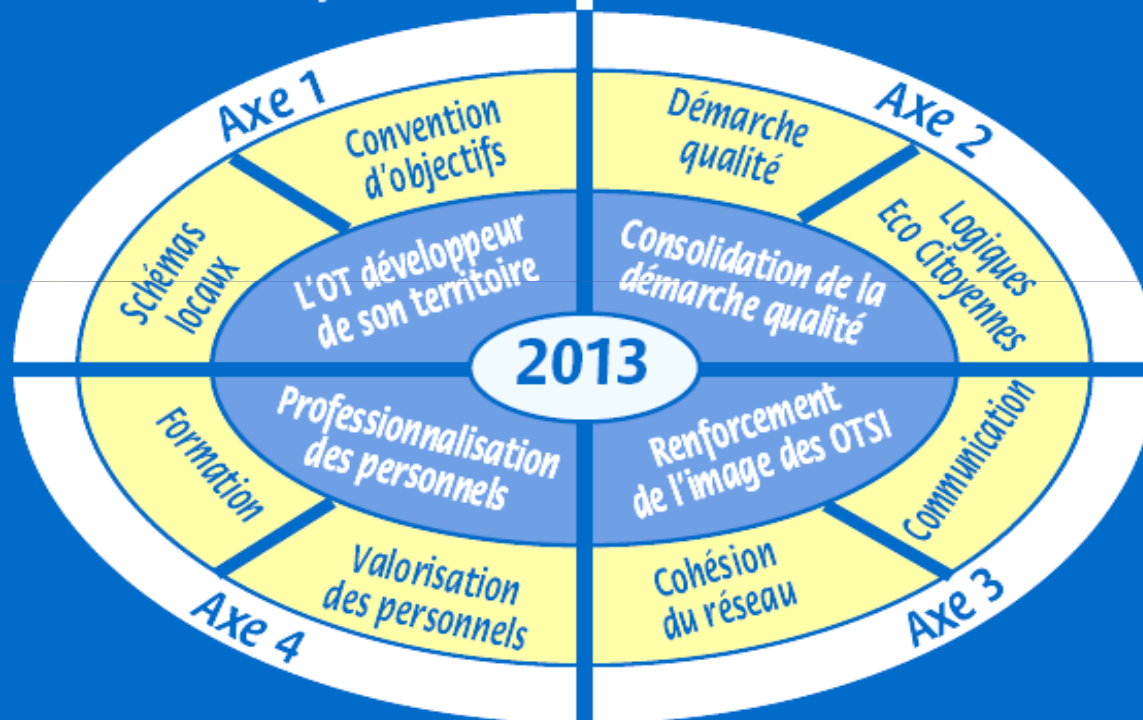 Axe 1
Convention
d'objectifs
Schémas
locaux
L'OT développeur
de son territoire
Axe 2
Démarche
qualité
Logiques
Eco Citoyennes
Consolidation de la
démarche qualité
2013
Axe 3
Communication
Cohésion
du réseau
Renforcement
de l'image des OTSI
Axe 4
Formation
Valorisation
des personnels
Professionnalisation
des personnels